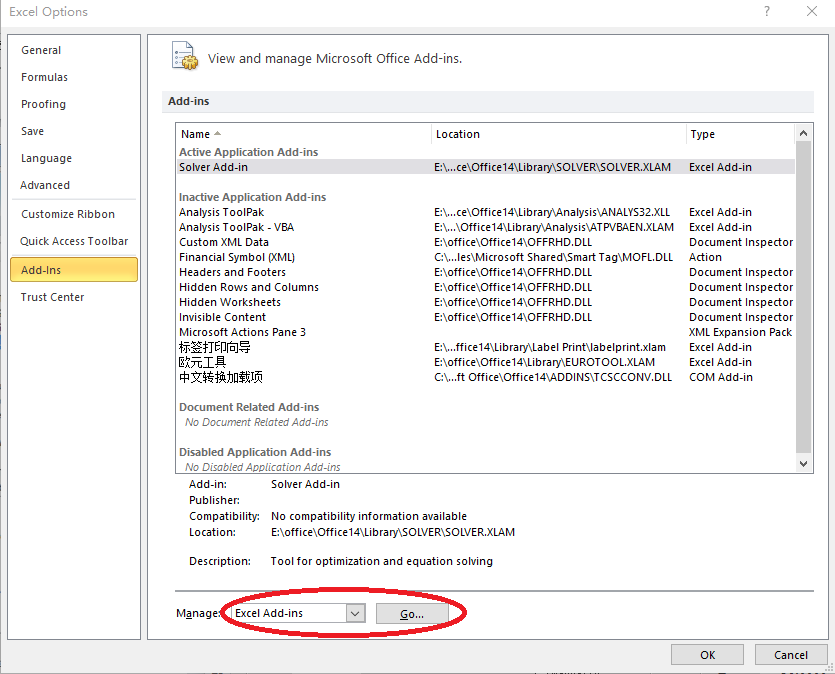 Excel Options
?
General
Formulas
Proofing
Save
Language
Advanced
Customize Ribbon
Quick Access Toolbar
Add-Ins
Trust Center
View and manage Microsoft Office Add-ins.
Add-ins
Name Location Type
Active Application Add-ins
Solver Add-in E:\...ce\Office14\Library\SOLVER\SOLVER.XLAM Excel Add-in
Inactive Application Add-ins
Analysis ToolPak E:\...ce\Office14\Library\Analysis\ANALYS32.XLL Excel Add-in
Analysis ToolPak - VBA E:\...\Office14\Library\Analysis\ATPVBAEN.XLAM Excel Add-in
Custom XML Data E:\office\Office14\OFFRHD.DLL Document Inspector
Financial Symbol (XML) C:\...les\Microsoft Shared\Smart Tag\MOFL.DLL Action
Headers and Footers E:\office\Office14\OFFRHD.DLL Document Inspector
Hidden Rows and Columns E:\office\Office14\OFFRHD.DLL Document Inspector
Hidden Worksheets E:\office\Office14\OFFRHD.DLL Document Inspector
Invisible Content E:\office\Office14\OFFRHD.DLL Document Inspector
Microsoft Actions Pane 3 XML Expansion Pack
标签打印向导 E:\...ffice14\Library\Label Print\labelprint.xlam Excel Add-in
欧元工具 E:\office\Office14\Library\EUROTOOL.XLAM Excel Add-in
中文转换加载项 C:\...ft Office\Office14\ADDINS\TCSCCONV.DLL COM Add-in
Document Related Add-ins
No Document Related Add-ins
Disabled Application Add-ins
No Disabled Application Add-ins
Add-in: Solver Add-in
Publisher:
Compatibility: No compatibility information available
Location: E:\office\Office14\Library\SOLVER\SOLVER.XLAM
Description: Tool for optimization and equation solving
Manage: Excel Add-ins Go...
OK Cancel